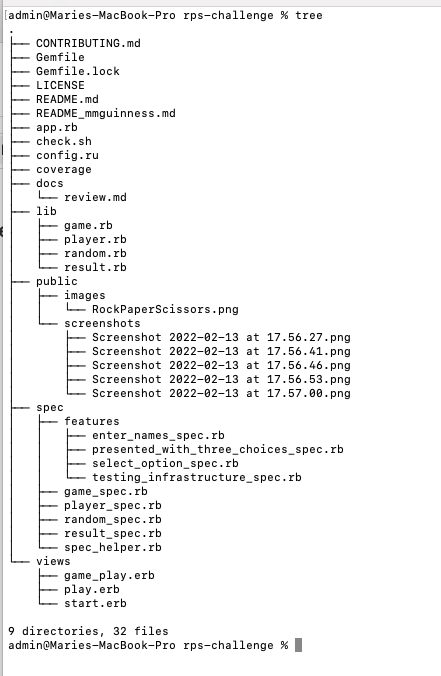 [admin@Maries-MacBook-Pro rps-challenge % tree
.
├── CONTRIBUTING.md
├── Gemfile
├── Gemfile.lock
├── LICENSE
├── README.md
├── README_mmguinness.md
├── app.rb
├── check.sh
├── config.ru
├── coverage
├── docs
│   └── review.md
├── lib
│   ├── game.rb
│   ├── player.rb
│   ├── random.rb
│   └── result.rb
├── public
│   ├── images
│   │   └── RockPaperScissors.png
│   └── screenshots
│       ├── Screenshot 2022-02-13 at 17.56.27.png
│       ├── Screenshot 2022-02-13 at 17.56.41.png
│       ├── Screenshot 2022-02-13 at 17.56.46.png
│       ├── Screenshot 2022-02-13 at 17.56.53.png
│       └── Screenshot 2022-02-13 at 17.57.00.png
├── spec
│   ├── features
│   │   ├── enter_names_spec.rb
│   │   ├── presented_with_three_choices_spec.rb
│   │   ├── select_option_spec.rb
│   │   └── testing_infrastructure_spec.rb
│   ├── game_spec.rb
│   ├── player_spec.rb
│   ├── random_spec.rb
│   ├── result_spec.rb
│   └── spec_helper.rb
└── views
    ├── game_play.erb
    ├── play.erb
    └── start.erb

9 directories, 32 files
admin@Maries-MacBook-Pro rps-challenge %